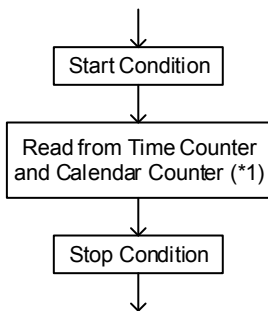 Start Condition
Read from Time Counter
and Calendar Counter (*1)
Stop Condition